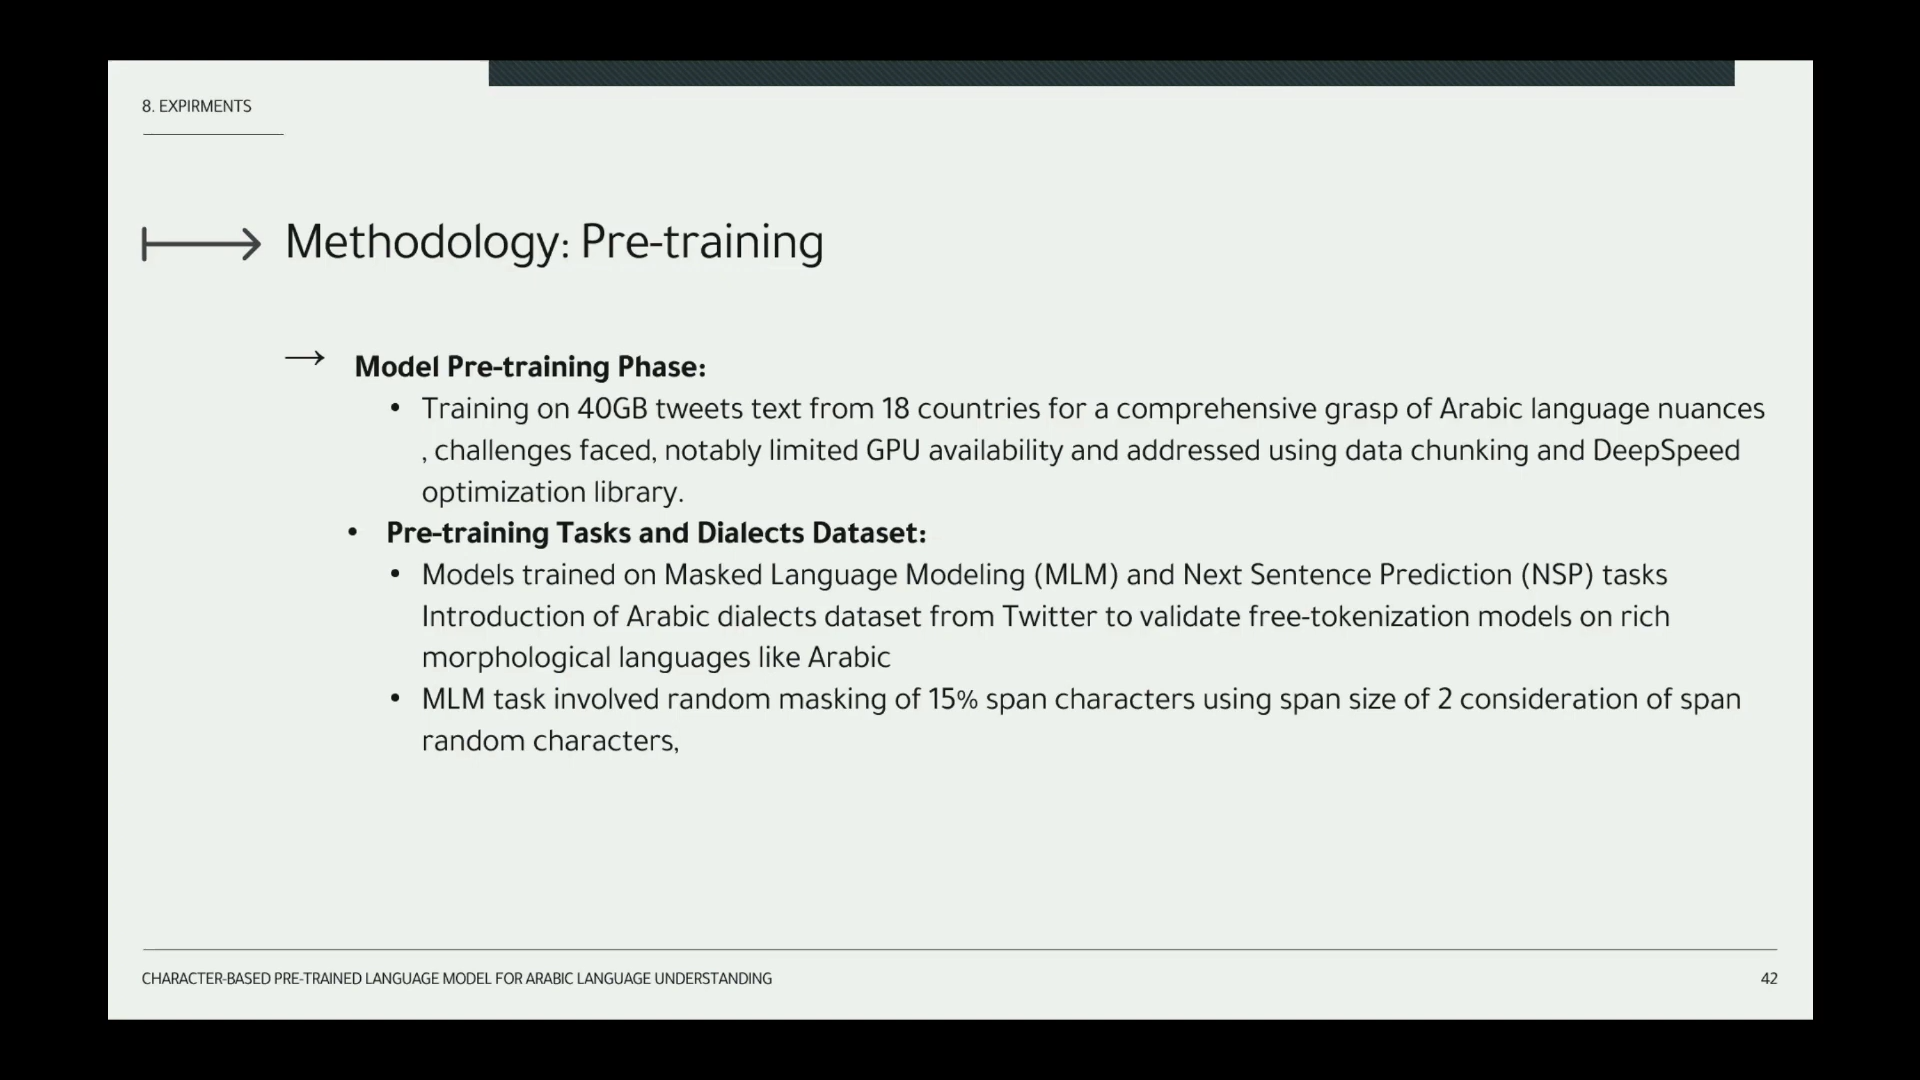 8. EXPIRMENTS
Methodology: Pre-training
Model Pre-training Phase:
• Training on 40GB tweets text from 18 countries for a comprehensive grasp of Arabic language nuances
, challenges faced, notably limited GPU availability and addressed using data chunking and DeepSpeed
optimization library.
• Pre-training Tasks and Dialects Dataset:
• Models trained on Masked Language Modeling (MLM) and Next Sentence Prediction (NSP) tasks
Introduction of Arabic dialects dataset from Twitter to validate free-tokenization models on rich
morphological languages like Arabic
• MLM task involved random masking of 15% span characters using span size of 2 consideration of span
random characters,
CHARACTER-BASED PRE-TRAINED LANGUAGE MODEL FOR ARABIC LANGUAGE UNDERSTANDING
42